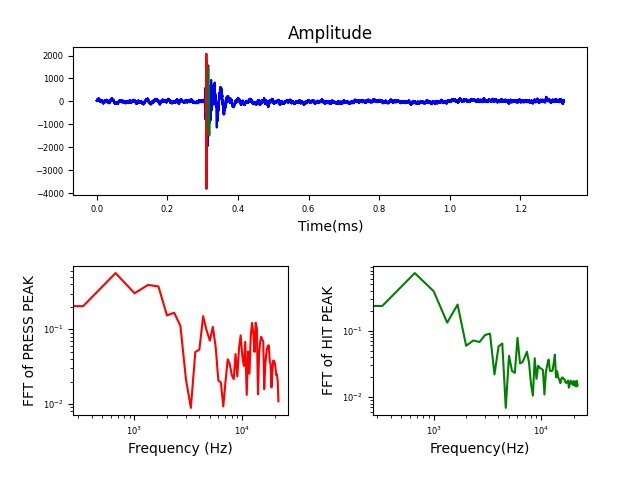 Amplitude
2000
1000
0
−1000
−2000
−3000
−4000
0.0 0.2 0.4 0.6 0.8 1.0 1.2
Time(ms)
FFT of PRESS PEAK
10⁻¹
10⁻²
10³ 10⁴
Frequency (Hz)
FFT of HIT PEAK
10⁻¹
10⁻²
10³ 10⁴
Frequency(Hz)